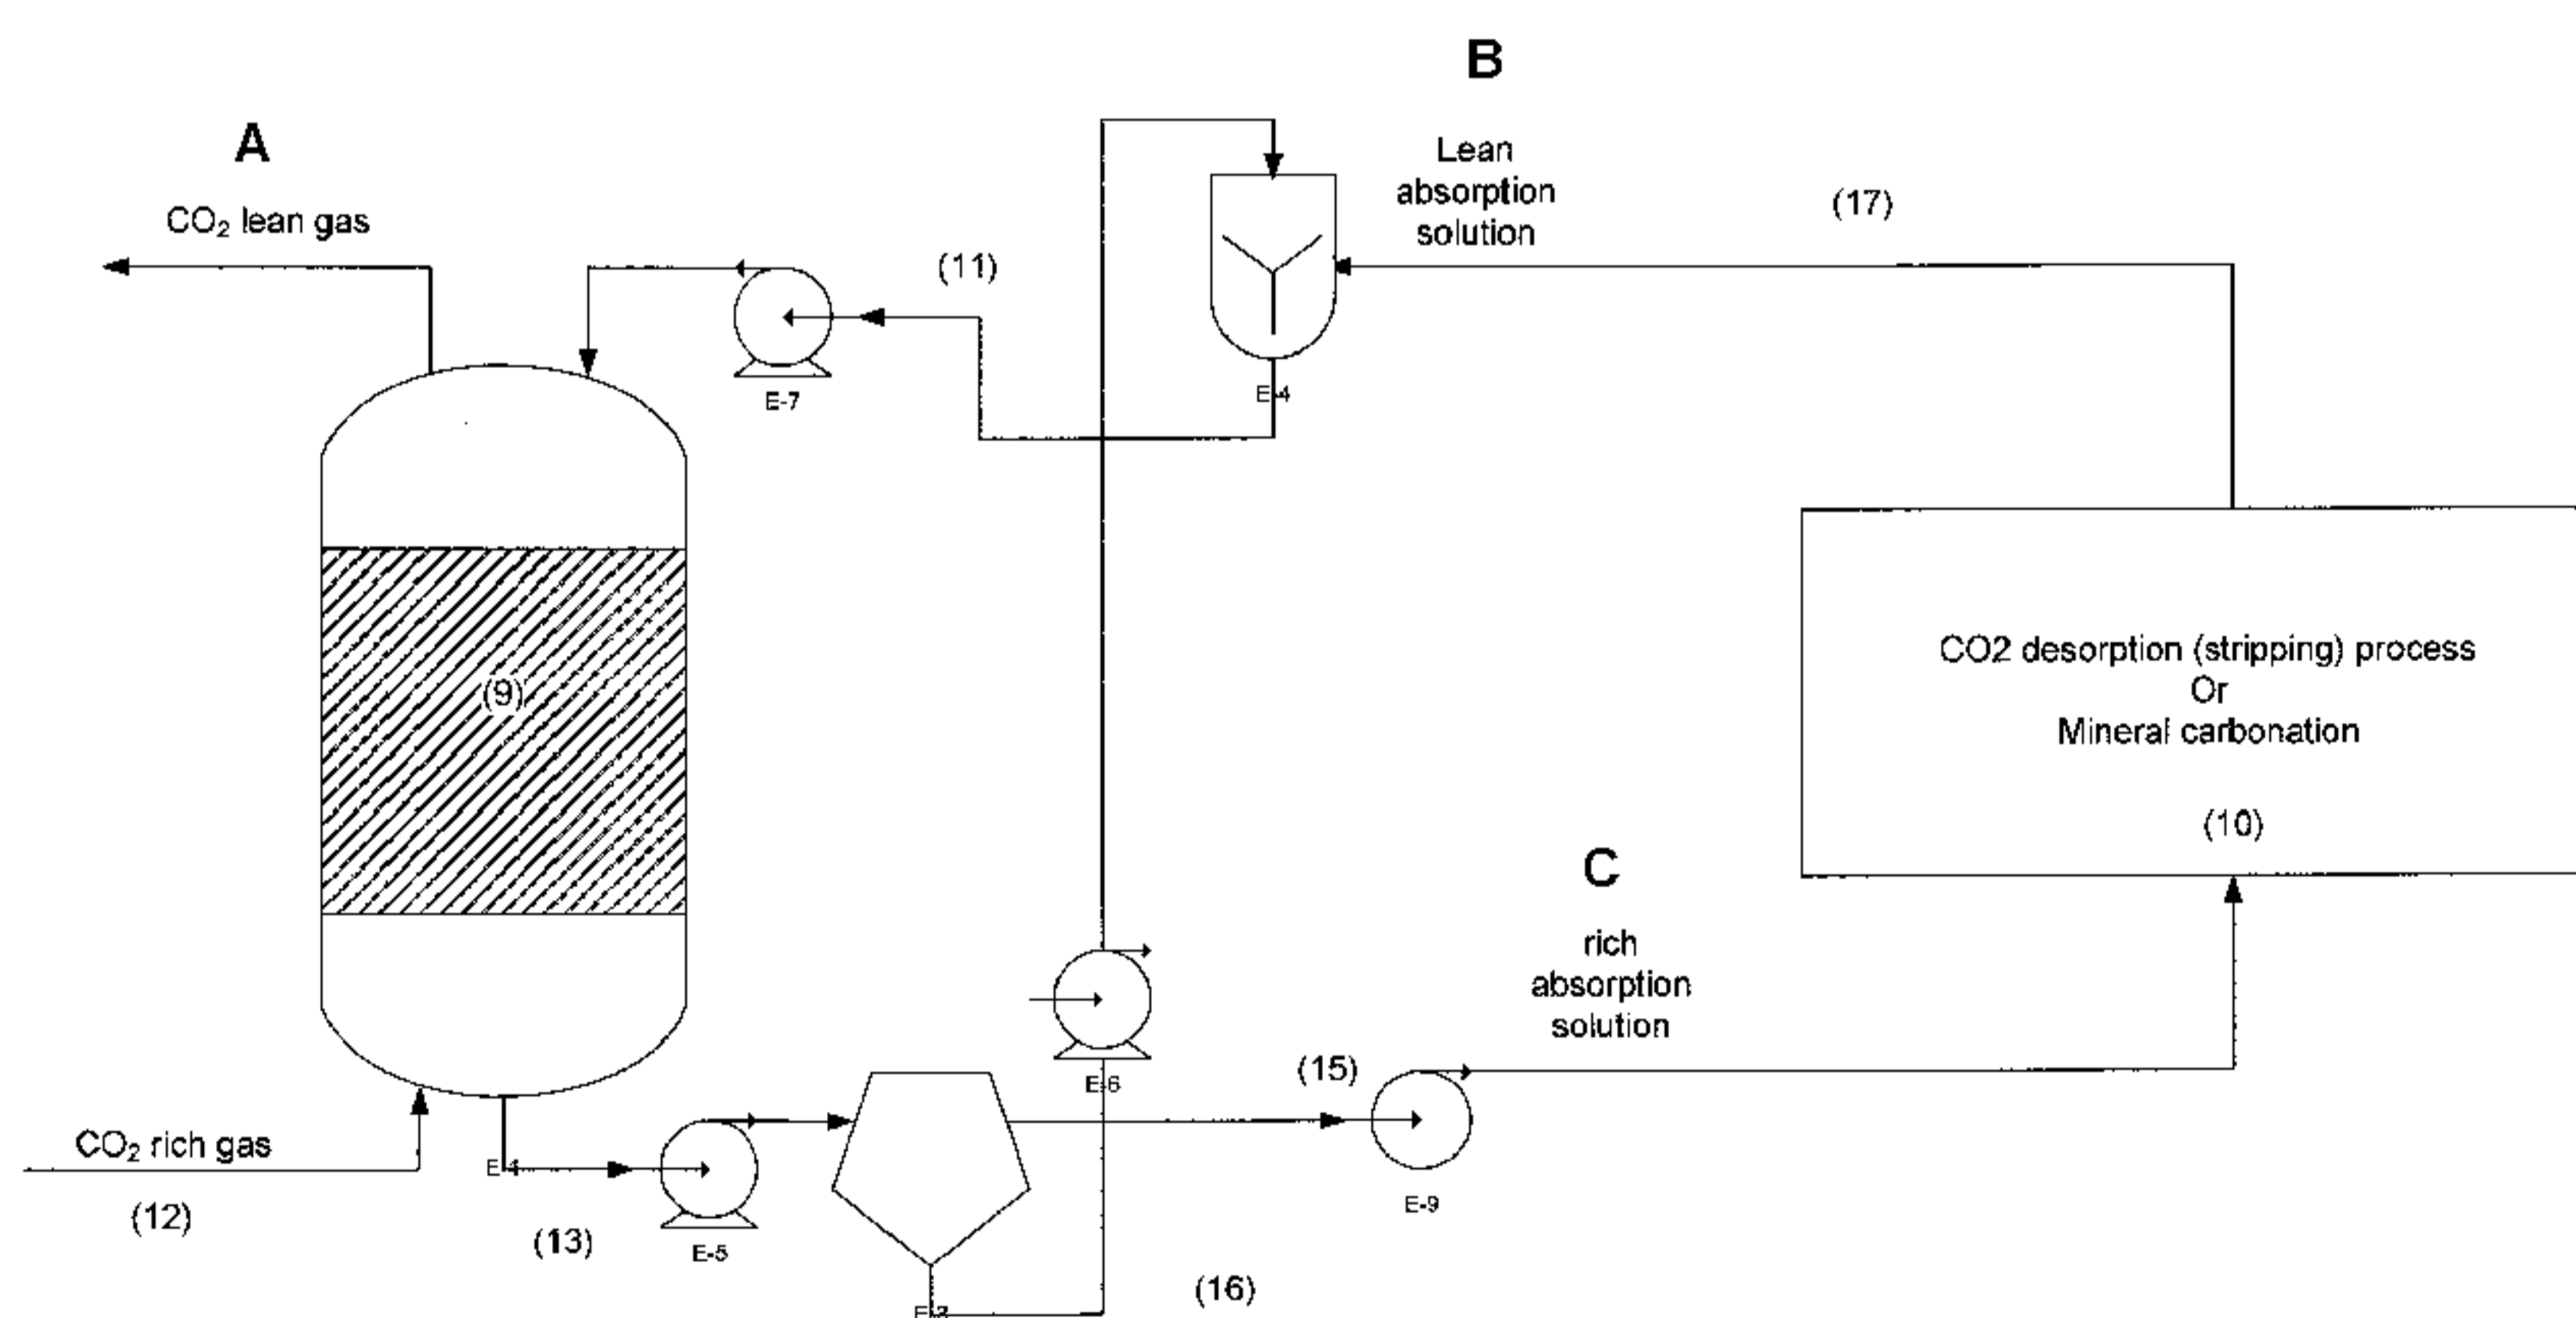 B
A
Lean
absorption
solution
(17)
CO₂ lean gas
(11)
E-7
E-4
(9)
CO2 desorption (stripping) process
Or
Mineral carbonation
(10)
C
rich
absorption
solution
(15)
E-6
CO₂ rich gas
E-1
(12)
(13)
E-5
E-9
(16)